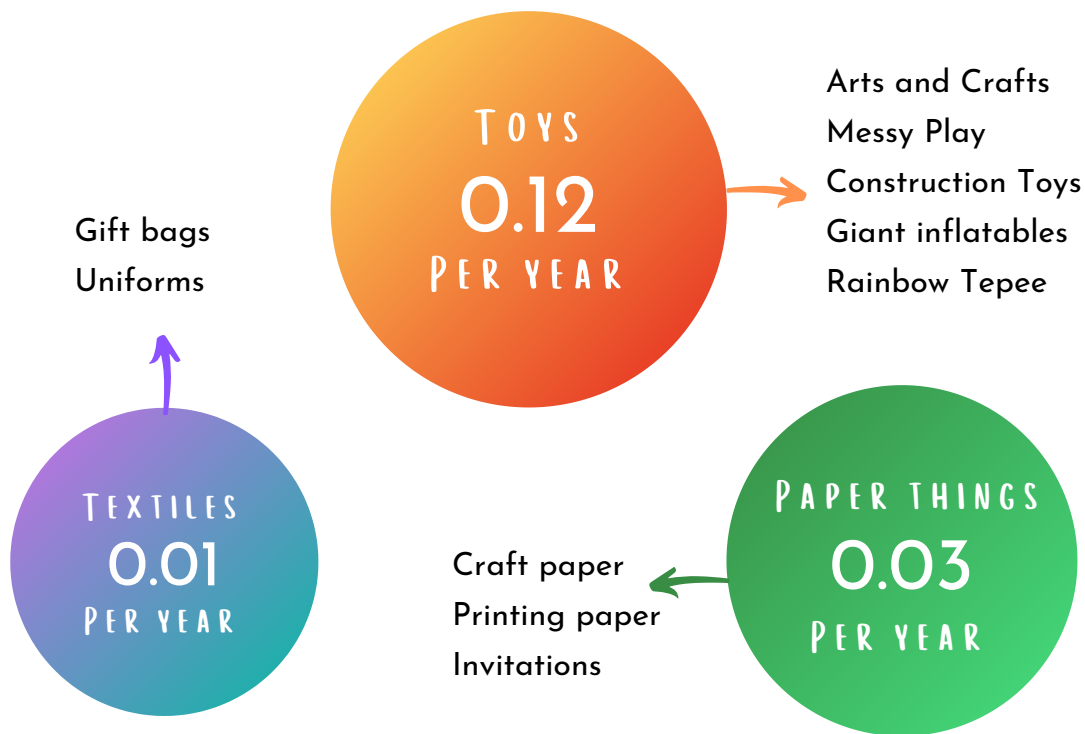 Toys
0.12
Per year
Arts and Crafts
Messy Play
Construction Toys
Giant inflatables
Rainbow Tepee
Gift bags
Uniforms
Textiles
0.01
Per year
Craft paper
Printing paper
Invitations
Paper things
0.03
Per year